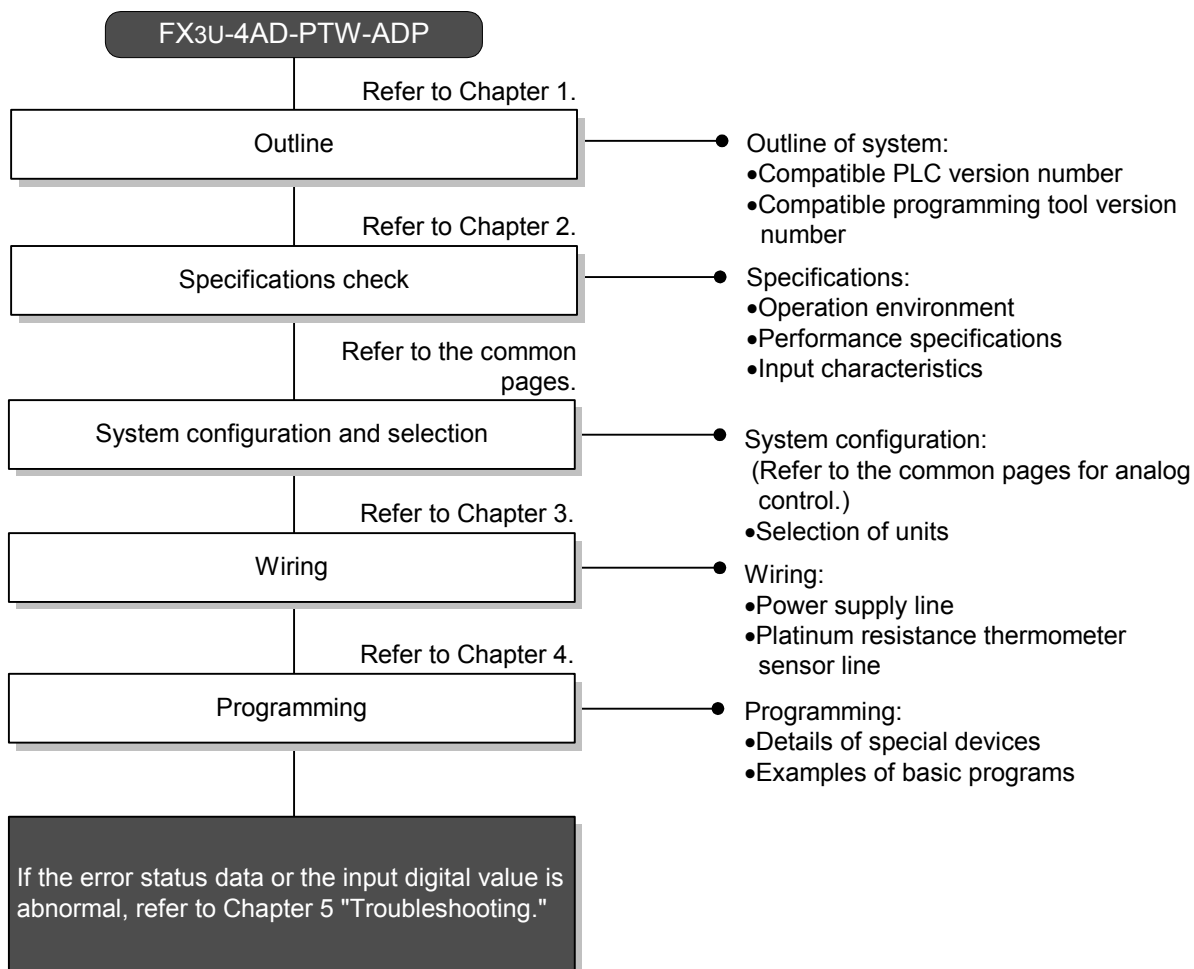 FX3U-4AD-PTW-ADP
Refer to Chapter 1.
Outline
Outline of system:
•Compatible PLC version number
•Compatible programming tool version
number
Refer to Chapter 2.
Specifications check
Specifications:
•Operation environment
•Performance specifications
•Input characteristics
Refer to the common
pages.
System configuration and selection
System configuration:
(Refer to the common pages for analog
control.)
•Selection of units
Refer to Chapter 3.
Wiring
Wiring:
•Power supply line
•Platinum resistance thermometer
sensor line
Refer to Chapter 4.
Programming
Programming:
•Details of special devices
•Examples of basic programs
If the error status data or the input digital value is
abnormal, refer to Chapter 5 "Troubleshooting."